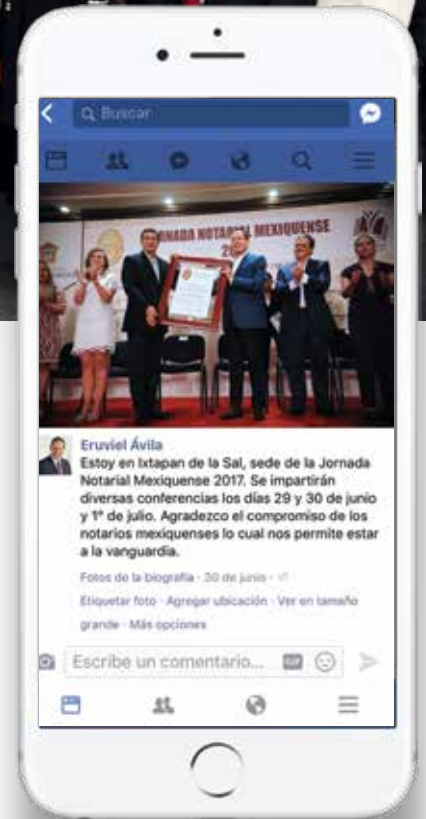 Buscar
JORNADA NOTARIAL MEXIQUENSE
Eruviel Ávila
Estoy en Ixtapan de la Sal, sede de la Jornada
Notarial Mexiquense 2017. Se impartirán
diversas conferencias los días 29 y 30 de junio
y 1° de julio. Agradezco el compromiso de los
notarios mexiquenses lo cual nos permite estar
a la vanguardia.
Fotos de la biografía · 30 de junio ·
Etiquetar foto · Agregar ubicación · Ver en tamaño
grande · Más opciones
Escribe un comentario... GIF